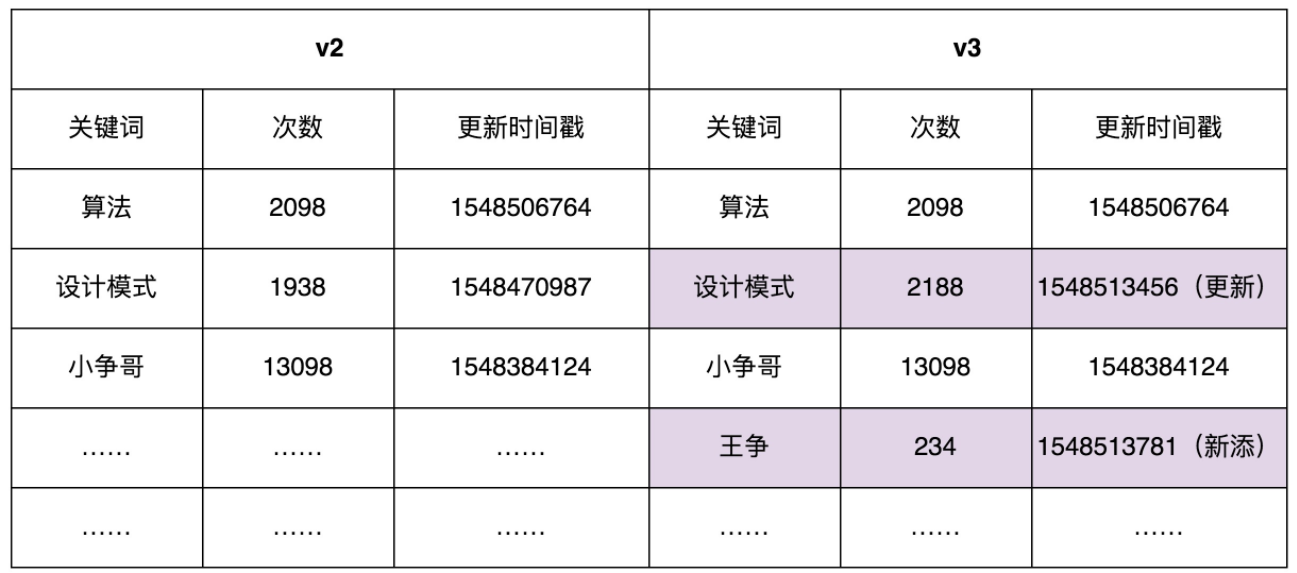 v2 v3
关键词 次数 更新时间戳 关键词 次数 更新时间戳
算法 2098 1548506764 算法 2098 1548506764
设计模式 1938 1548470987 设计模式 2188 1548513456（更新）
小争哥 13098 1548384124 小争哥 13098 1548384124
…… …… …… 王争 234 1548513781（新添）
…… …… …… …… …… ……